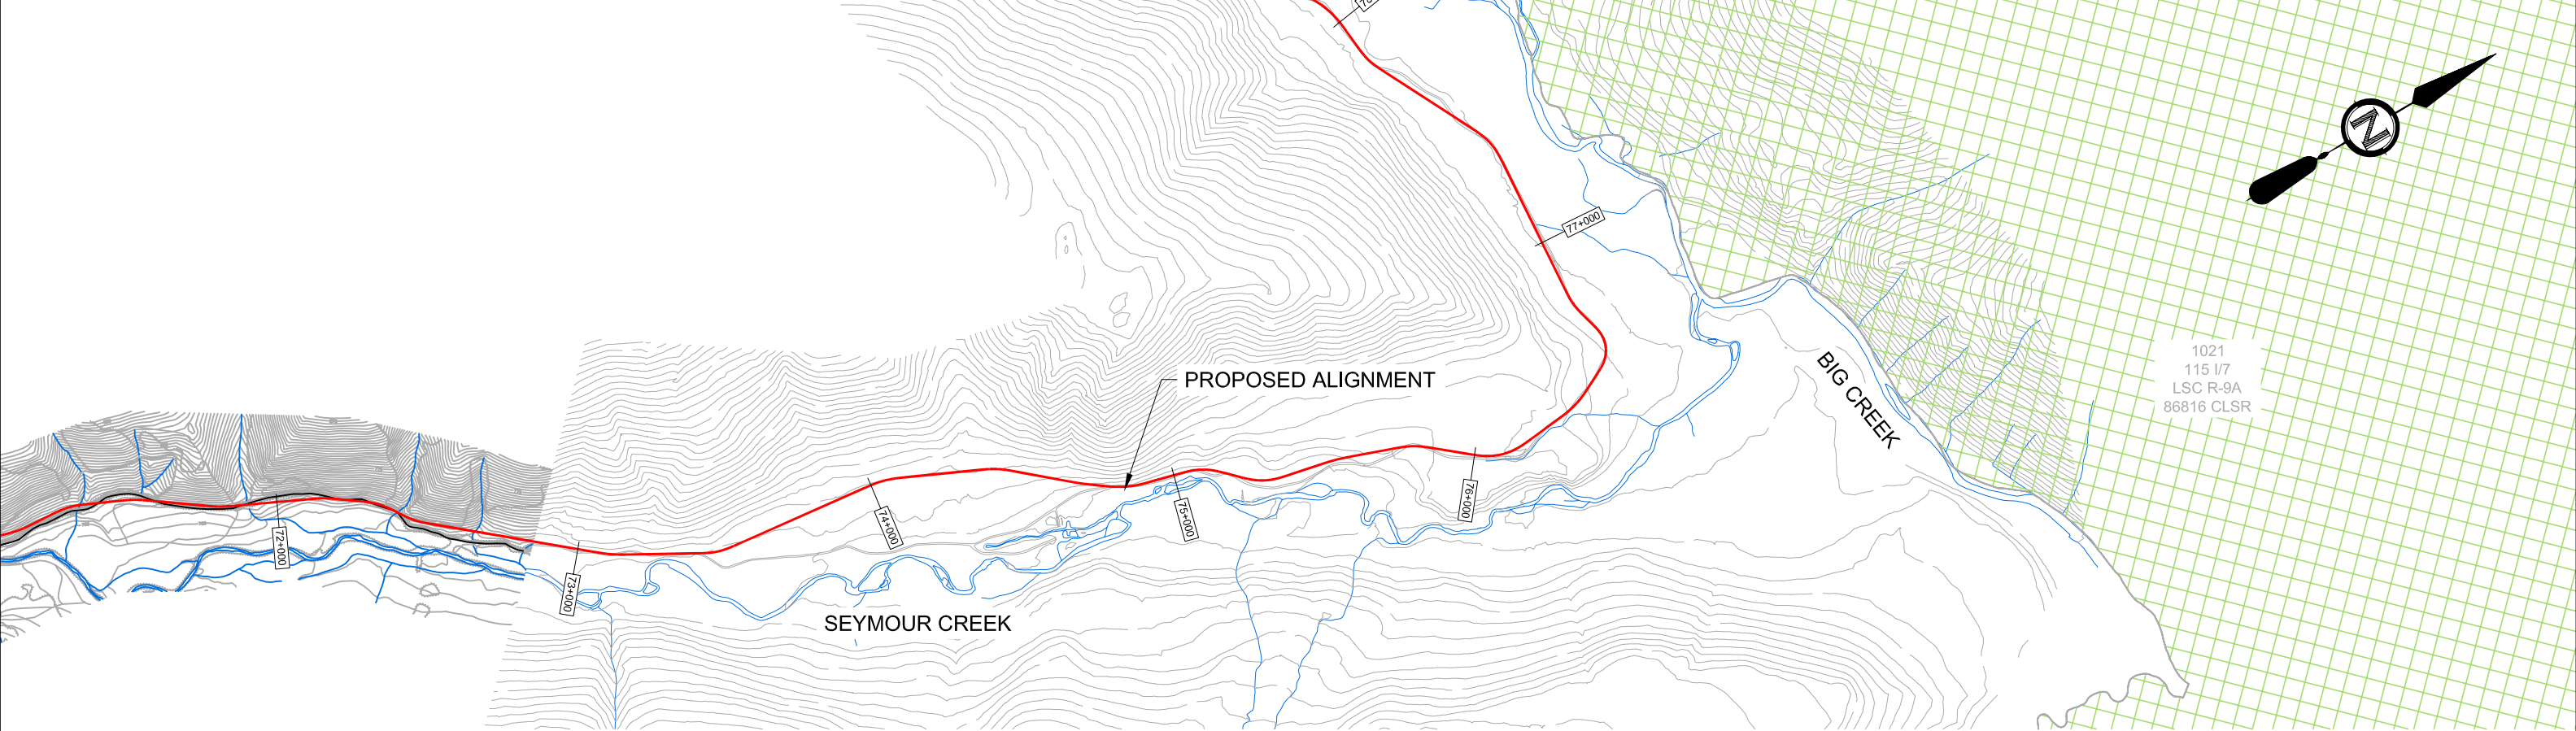 77+000
PROPOSED ALIGNMENT
BIG CREEK
1021
115 I/7
LSC R-9A
86816 CLSR
72+000
73+000
74+000
75+000
76+000
SEYMOUR CREEK
N